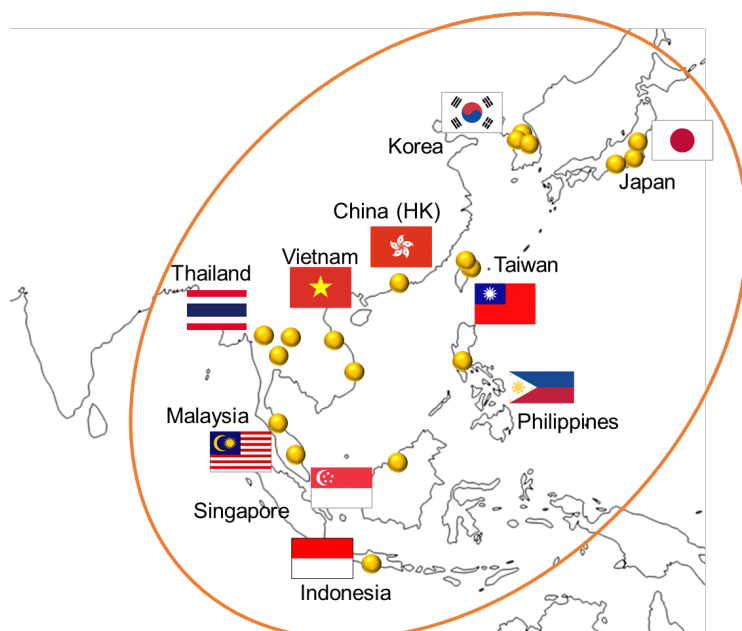 Korea
Japan
China (HK)
Vietnam
Taiwan
Thailand
Malaysia
Philippines
Singapore
Indonesia